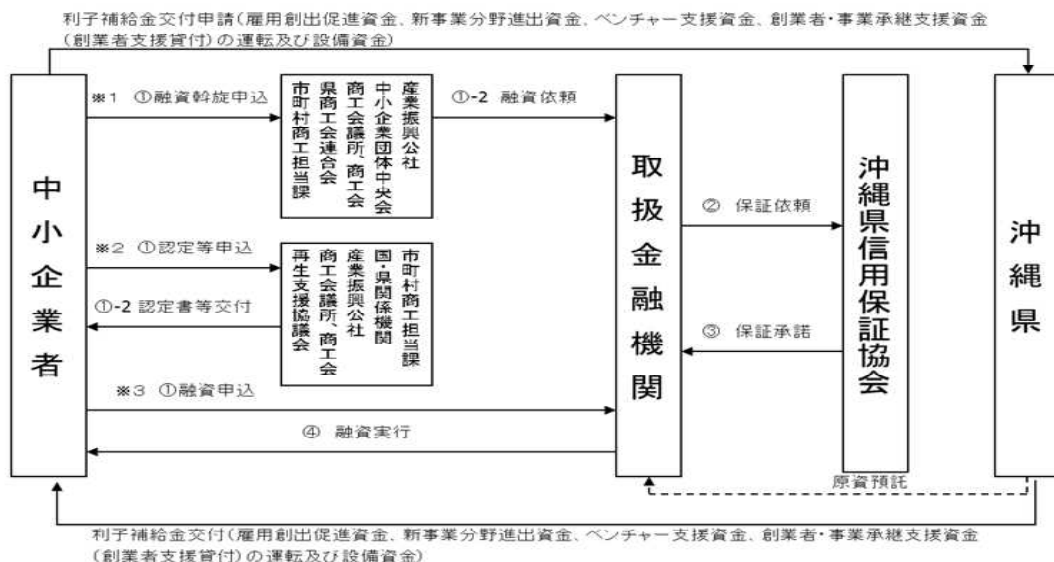 利子補給金交付申請(雇用創出促進資金、新事業分野進出資金、ベンチャー支援資金、創業者・事業承継支援資金
(創業者支援貸付)の運転及び設備資金)
中小企業者
※1 ①融資斡旋申込
産業振興公社
中小企業団体中央会
商工会議所、商工会
県商工会連合会
市町村商工担当課
①-2 融資依頼
※2 ①認定等申込
①-2 認定書等交付
市町村商工担当課
国・県関係機関
産業振興公社
商工会議所、商工会
再生支援協議会
※3 ①融資申込
④ 融資実行
取扱金融機関
② 保証依頼
③ 保証承諾
沖縄県信用保証協会
沖縄県
原資預託
利子補給金交付(雇用創出促進資金、新事業分野進出資金、ベンチャー支援資金、創業者・事業承継支援資金
(創業者支援貸付)の運転及び設備資金)